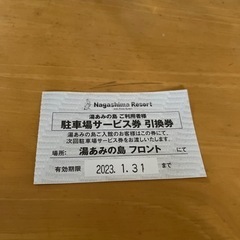 Nagashima Resort
湯あみの島 ご利用者様
駐車場サービス券 引換券
湯あみの島ご入館のお客様はこの券にて、
次回駐車場サービス券をお渡しいたします。
場所: 湯あみの島 フロント にて
有効期限 2023.1.31 まで